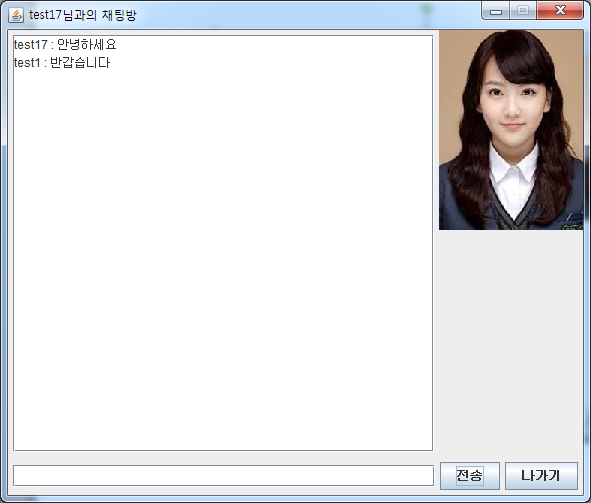 test17님과의 채팅방
test17 : 안녕하세요
test1 : 반갑습니다
전송
나가기